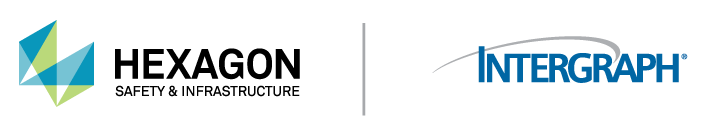 HEXAGON
SAFETY & INFRASTRUCTURE
INTERGRAPH®